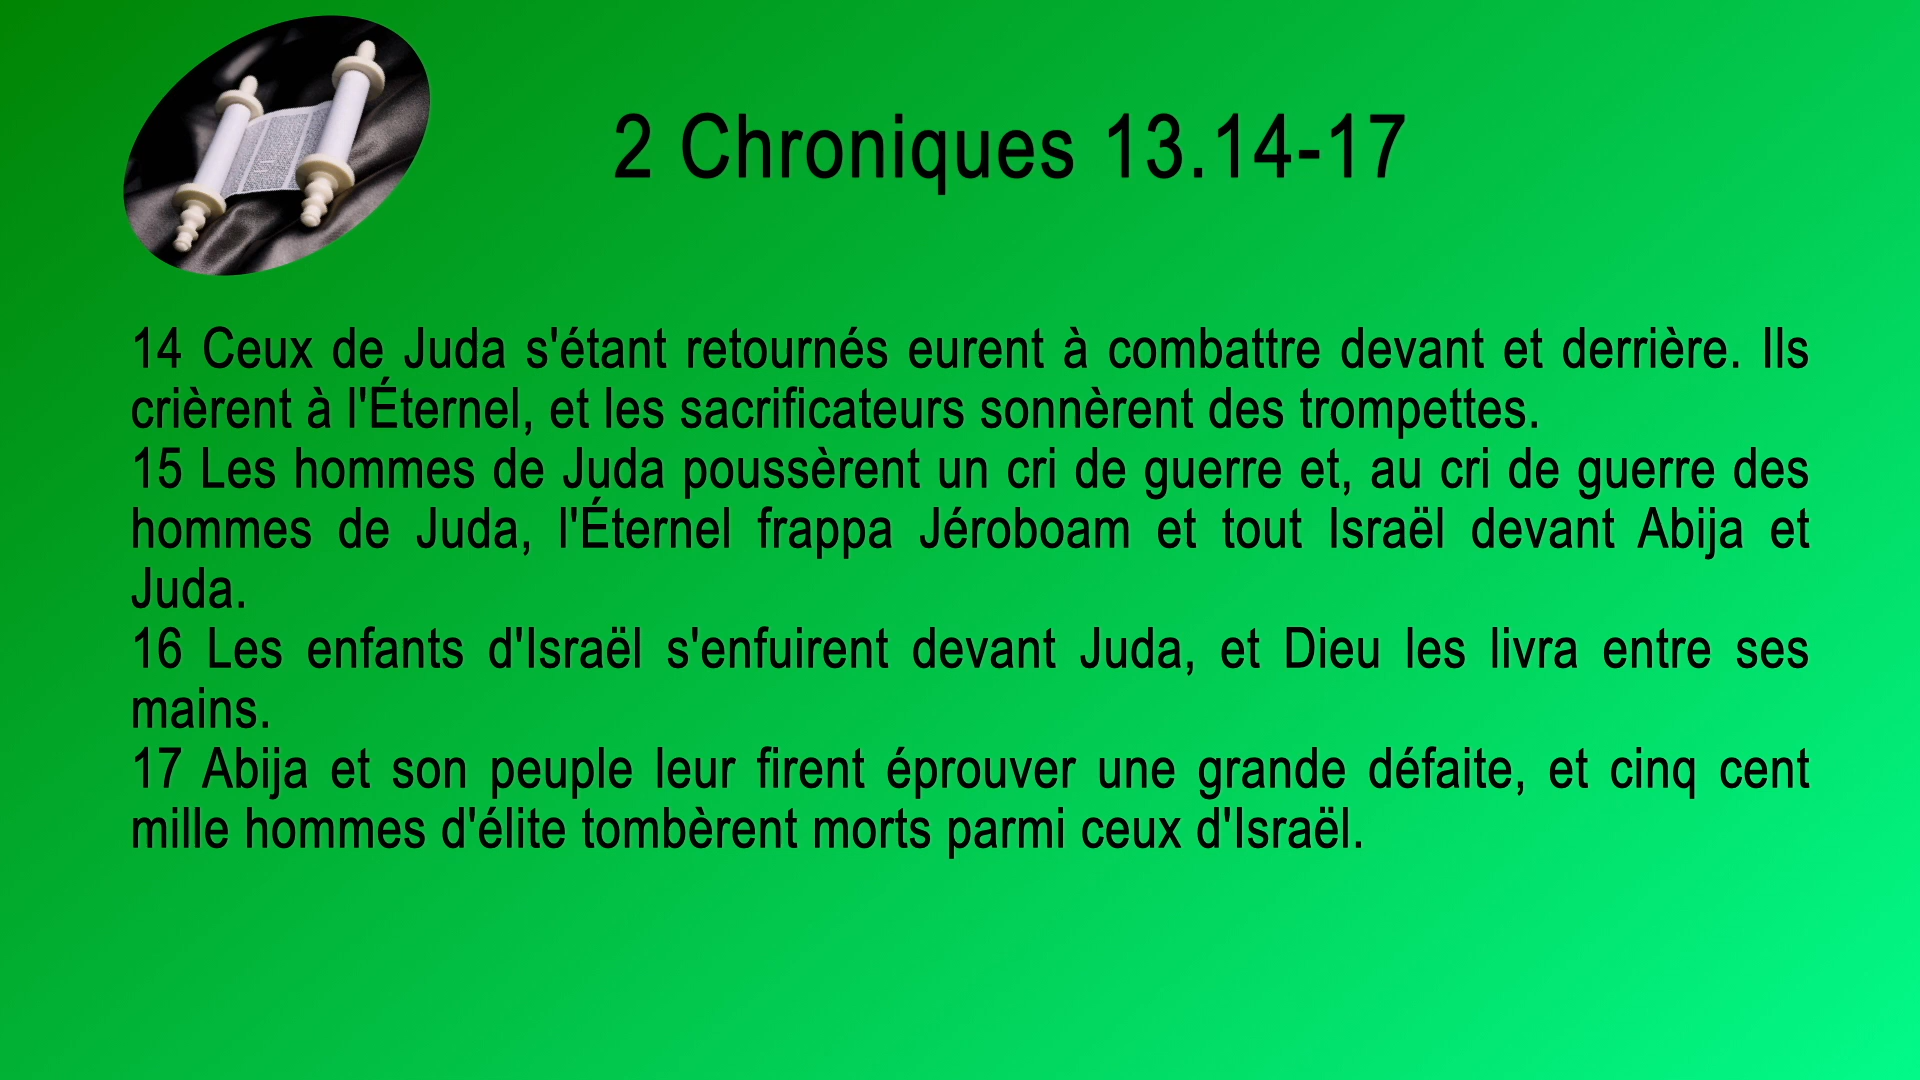 2 Chroniques 13.14-17
14 Ceux de Juda s'étant retournés eurent à combattre devant et derrière. Ils
crièrent à l'Éternel, et les sacrificateurs sonnèrent des trompettes.
15 Les hommes de Juda poussèrent un cri de guerre et, au cri de guerre des
hommes de Juda, l'Éternel frappa Jéroboam et tout Israël devant Abija et
Juda.
16 Les enfants d'Israël s'enfuirent devant Juda, et Dieu les livra entre ses
mains.
17 Abija et son peuple leur firent éprouver une grande défaite, et cinq cent
mille hommes d'élite tombèrent morts parmi ceux d'Israël.